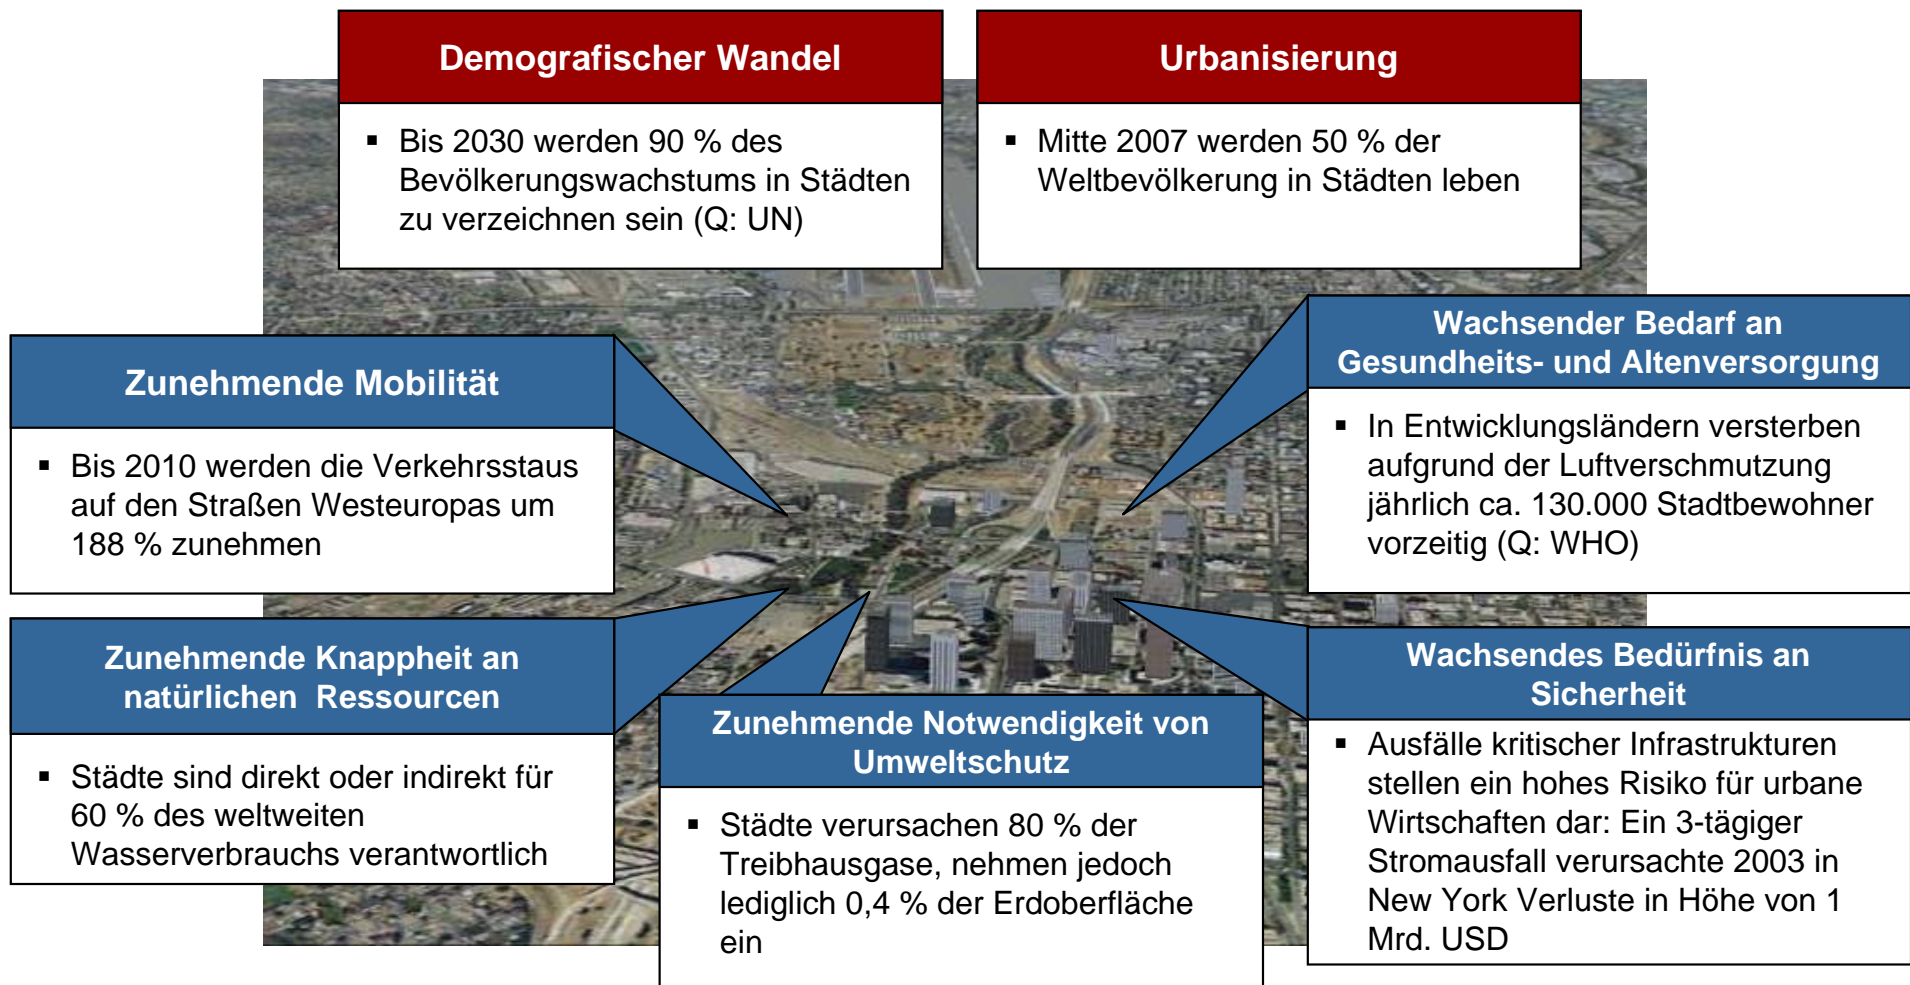 Demografischer Wandel
▪ Bis 2030 werden 90 % des
Bevölkerungswachstums in Städten
zu verzeichnen sein (Q: UN)
Urbanisierung
▪ Mitte 2007 werden 50 % der
Weltbevölkerung in Städten leben
Zunehmende Mobilität
▪ Bis 2010 werden die Verkehrsstaus
auf den Straßen Westeuropas um
188 % zunehmen
Wachsender Bedarf an
Gesundheits- und Altenversorgung
▪ In Entwicklungsländern versterben
aufgrund der Luftverschmutzung
jährlich ca. 130.000 Stadtbewohner
vorzeitig (Q: WHO)
Zunehmende Knappheit an
natürlichen  Ressourcen
▪ Städte sind direkt oder indirekt für
60 % des weltweiten
Wasserverbrauchs verantwortlich
Zunehmende Notwendigkeit von
Umweltschutz
▪ Städte verursachen 80 % der
Treibhausgase, nehmen jedoch
lediglich 0,4 % der Erdoberfläche
ein
Wachsendes Bedürfnis an
Sicherheit
▪ Ausfälle kritischer Infrastrukturen
stellen ein hohes Risiko für urbane
Wirtschaften dar: Ein 3-tägiger
Stromausfall verursachte 2003 in
New York Verluste in Höhe von 1
Mrd. USD